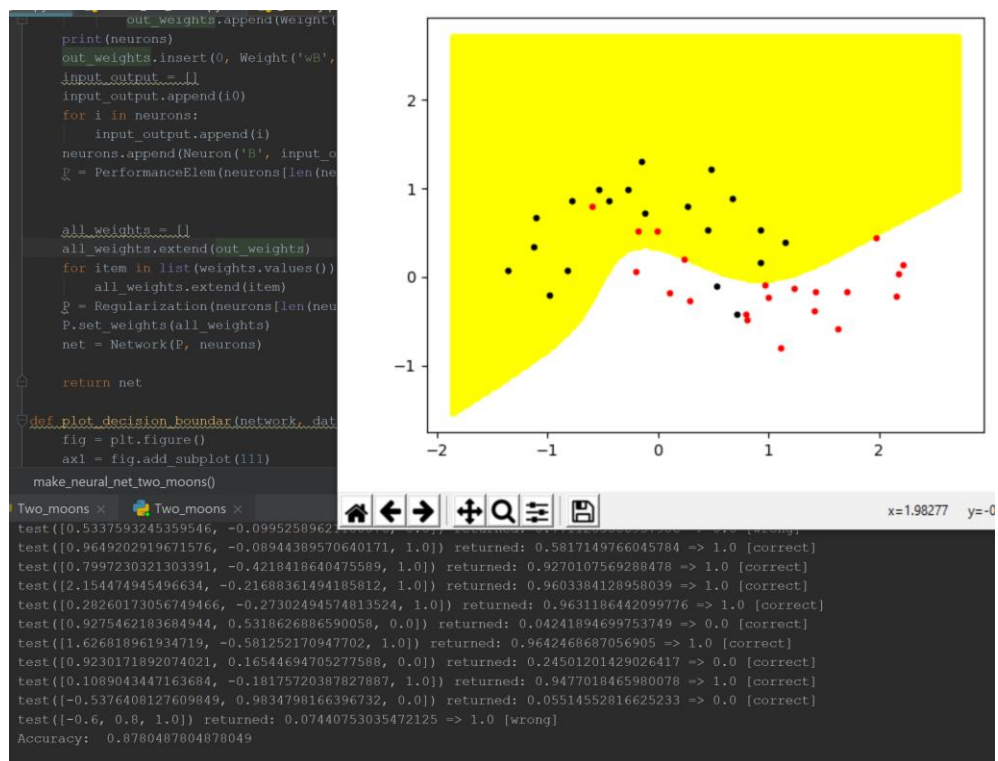 out_weights.append(Weight(
print(neurons)
out_weights.insert(0, Weight('wB',
input_output = []
input_output.append(i0)
for i in neurons:
input_output.append(i)
neurons.append(Neuron('B', input_o
P = PerformanceElem(neurons[len(ne
all_weights = []
all_weights.extend(out_weights)
for item in list(weights.values())
all_weights.extend(item)
P = Regularization(neurons[len(neu
P.set_weights(all_weights)
net = Network(P, neurons)
return net
def plot_decision_boundar(network, dat
fig = plt.figure()
ax1 = fig.add_subplot(111)
make_neural_net_two_moons()
2
1
0
−1
−2 −1 0 1 2
x=1.98277 y=-0
Two_moons × Two_moons ×
test([0.5337593245359546,
test([0.9649202919671576, -0.08944389570640171, 1.0]) returned: 0.5817149766045784 => 1.0 [correct]
test([0.7997230321303391, -0.4218418640475589, 1.0]) returned: 0.9270107569288478 => 1.0 [correct]
test([2.154474945496634, -0.21688361494185812, 1.0]) returned: 0.9603384128958039 => 1.0 [correct]
test([0.28260173056749466, -0.27302494574813524, 1.0]) returned: 0.9631186442099776 => 1.0 [correct]
test([0.9275462183684944, 0.5318626886590058, 0.0]) returned: 0.04241894699753749 => 0.0 [correct]
test([1.626818961934719, -0.581252170947702, 1.0]) returned: 0.9642468687056905 => 1.0 [correct]
test([0.9230171892074021, 0.16544694705277588, 0.0]) returned: 0.24501201429026417 => 0.0 [correct]
test([0.1089043447163684, -0.18175720387827887, 1.0]) returned: 0.9477018465980078 => 1.0 [correct]
test([-0.5376408127609849, 0.9834798166396732, 0.0]) returned: 0.05514552816625233 => 0.0 [correct]
test([-0.6, 0.8, 1.0]) returned: 0.07440753035472125 => 1.0 [wrong]
Accuracy: 0.8780487804878049